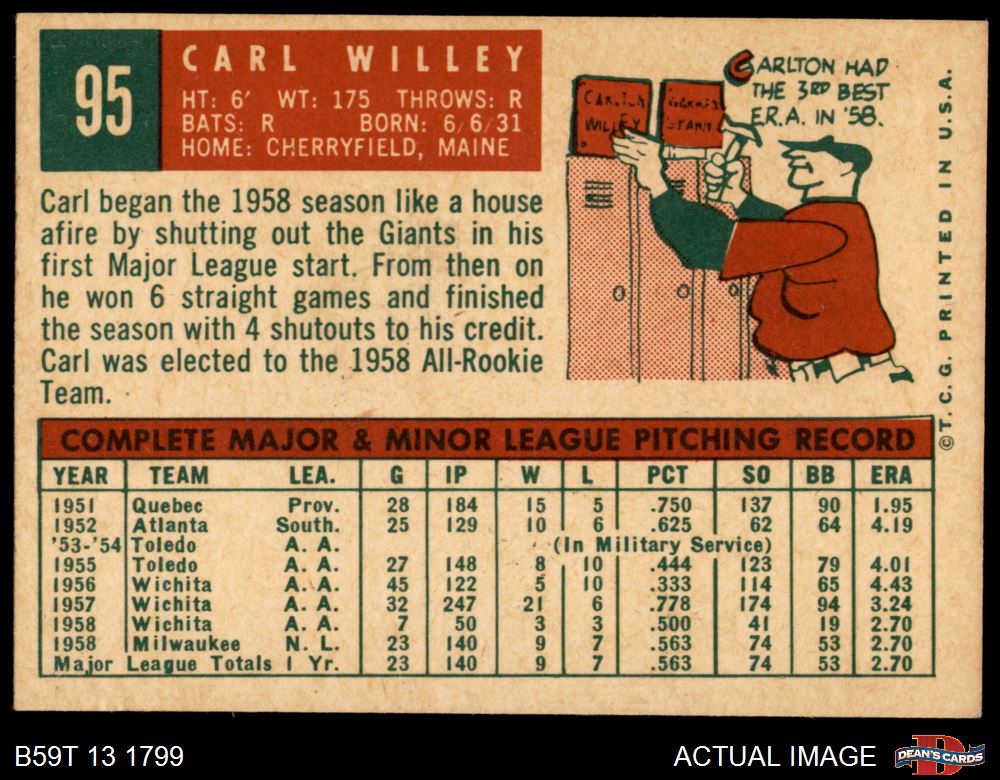 95
CARL WILLEY
HT: 6' WT: 175 THROWS: R
BATS: R BORN: 6/6/31
HOME: CHERRYFIELD, MAINE
Carl began the 1958 season like a house
afire by shutting out the Giants in his
first Major League start. From then on
he won 6 straight games and finished
the season with 4 shutouts to his credit.
Carl was elected to the 1958 All-Rookie
Team.
CARLTON HAD
THE 3RD BEST
E.R.A. IN '58.
WILLEY
© T. C. G. PRINTED IN U.S.A.
COMPLETE MAJOR & MINOR LEAGUE PITCHING RECORD
YEAR TEAM LEA. G IP W L PCT SO BB ERA
1951 Quebec Prov. 28 184 15 5 .750 137 90 1.95
1952 Atlanta South. 25 129 10 6 .625 62 64 4.19
'53-'54 Toledo A. A. (In Military Service)
1955 Toledo A. A. 27 148 8 10 .444 123 79 4.01
1956 Wichita A. A. 45 122 5 10 .333 114 65 4.43
1957 Wichita A. A. 32 247 21 6 .778 174 94 3.24
1958 Wichita A. A. 7 50 3 3 .500 41 19 2.70
1958 Milwaukee N. L. 23 140 9 7 .563 74 53 2.70
Major League Totals 1 Yr. 23 140 9 7 .563 74 53 2.70
B59T 13 1799
ACTUAL IMAGE
DEAN'S CARDS